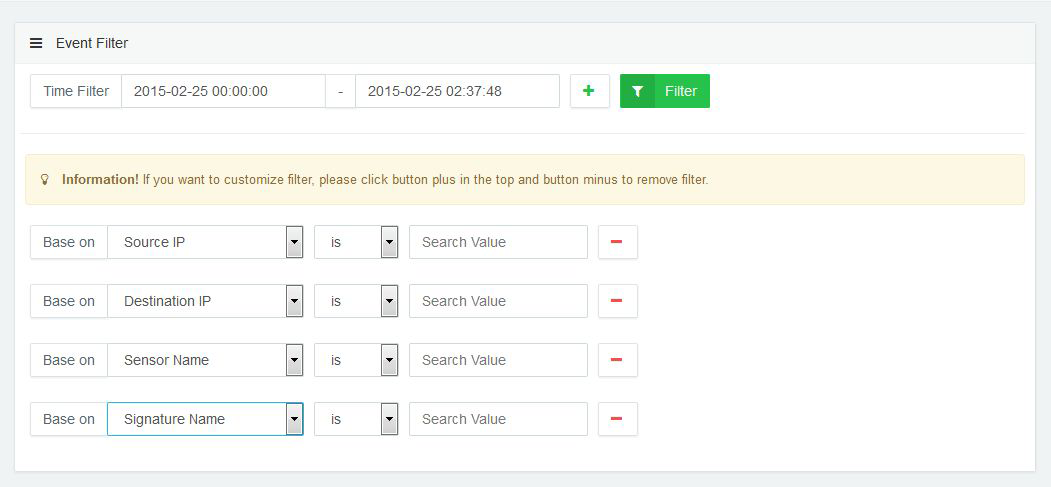 Event Filter
Time Filter 2015-02-25 00:00:00 - 2015-02-25 02:37:48 + Filter
Information! If you want to customize filter, please click button plus in the top and button minus to remove filter.
Base on Source IP is Search Value
Base on Destination IP is Search Value
Base on Sensor Name is Search Value
Base on Signature Name is Search Value